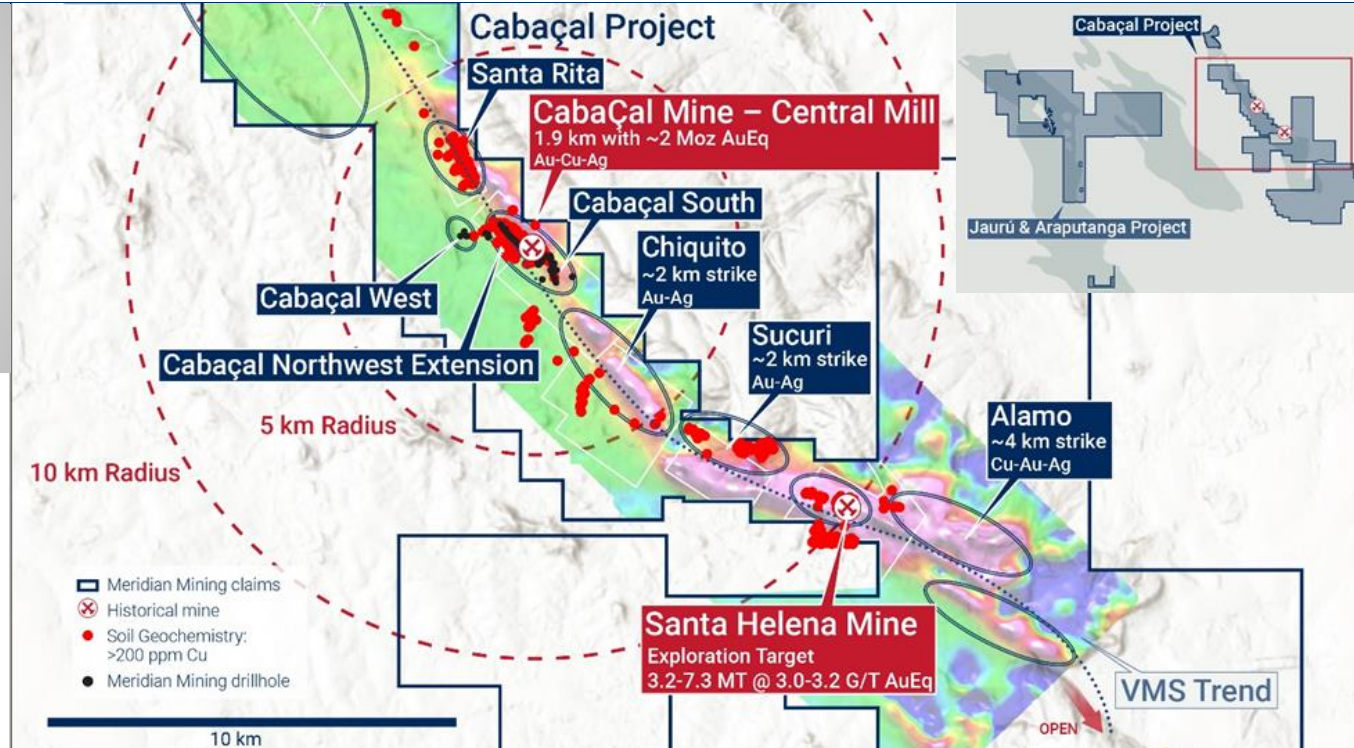 Cabaçal Project
Santa Rita
CabaÇal Mine – Central Mill
1.9 km with ~2 Moz AuEq
Au-Cu-Ag
Cabaçal South
Chiquito
~2 km strike
Au-Ag
Cabaçal West
Cabaçal Northwest Extension
Sucuri
~2 km strike
Au-Ag
5 km Radius
10 km Radius
Alamo
~4 km strike
Cu-Au-Ag
Santa Helena Mine
Exploration Target
3.2-7.3 MT @ 3.0-3.2 G/T AuEq
VMS Trend
OPEN
Meridian Mining claims
Historical mine
Soil Geochemistry:
>200 ppm Cu
Meridian Mining drillhole
10 km
Cabaçal Project
Jaurú & Araputanga Project